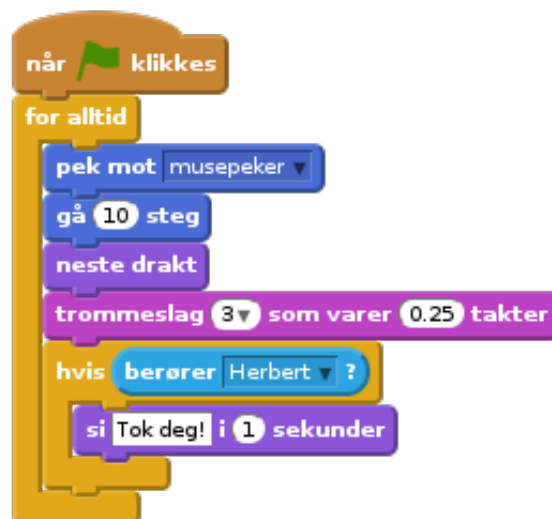 når klikkes
for alltid
pek mot musepeker
gå 10 steg
neste drakt
trommeslag 3 som varer 0.25 takter
hvis berører Herbert ?
si Tok deg! i 1 sekunder